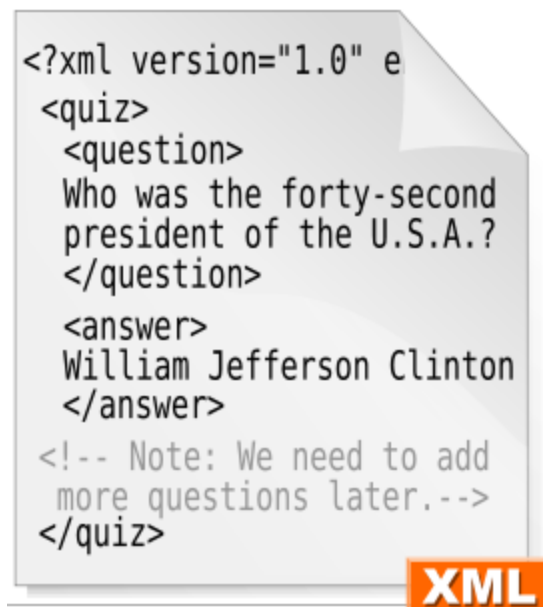 <?xml version="1.0" e
<quiz>
<question>
Who was the forty-second
president of the U.S.A.?
</question>
<answer>
William Jefferson Clinton
</answer>
<!-- Note: We need to add
more questions later.-->
</quiz>
XML